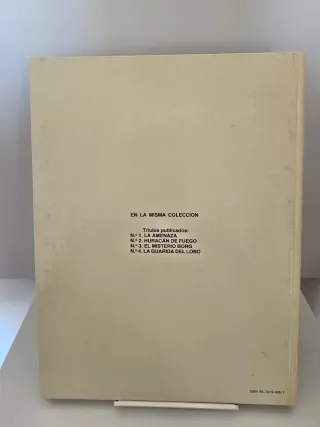 EN LA MISMA COLECCION
Títulos publicados:
N.º 1. LA AMENAZA
N.º 2. HURACAN DE FUEGO
N.º 3. EL MISTERIO BORG
N.º 4. LA GUARIDA DEL LOBO
ISBN